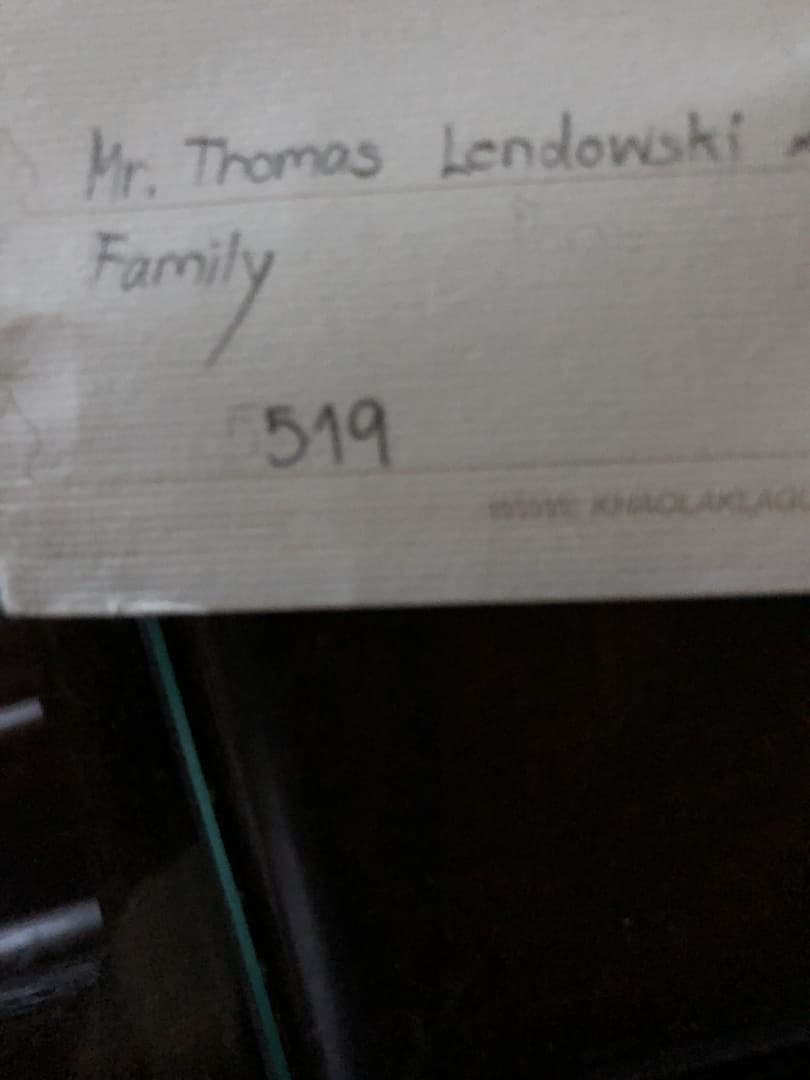 Mr. Thomas Lendowski
Family
519